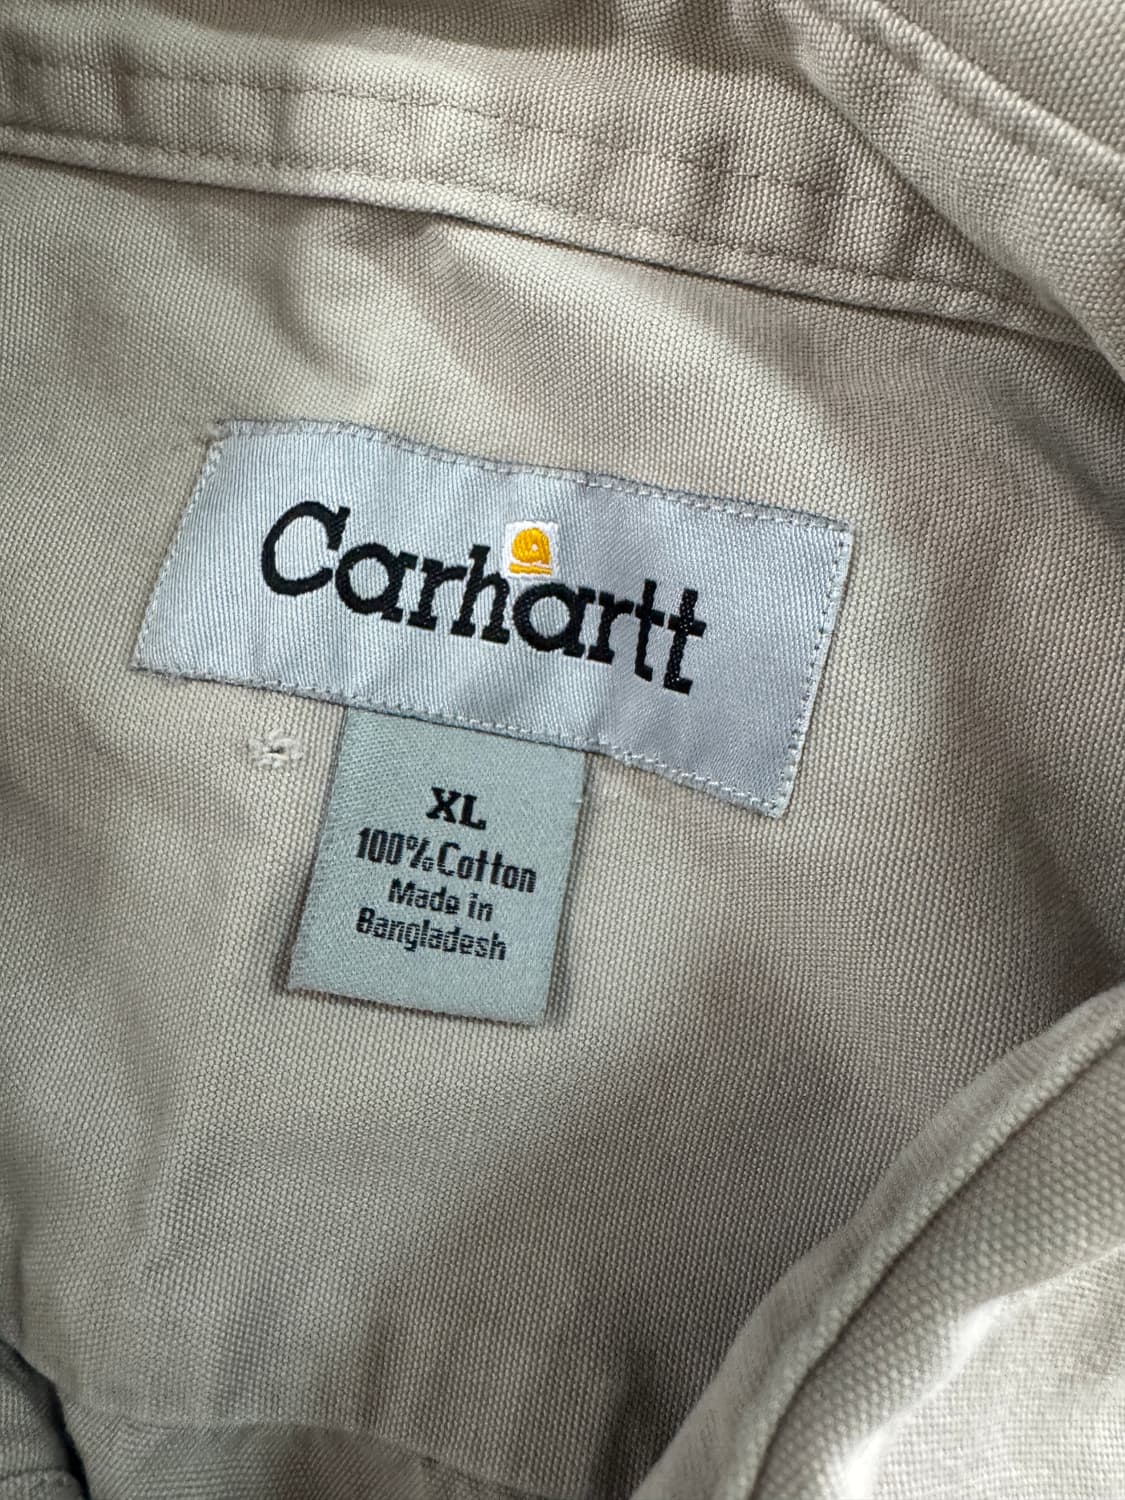 Carhartt
XL
100% Cotton
Made in
Bangladesh